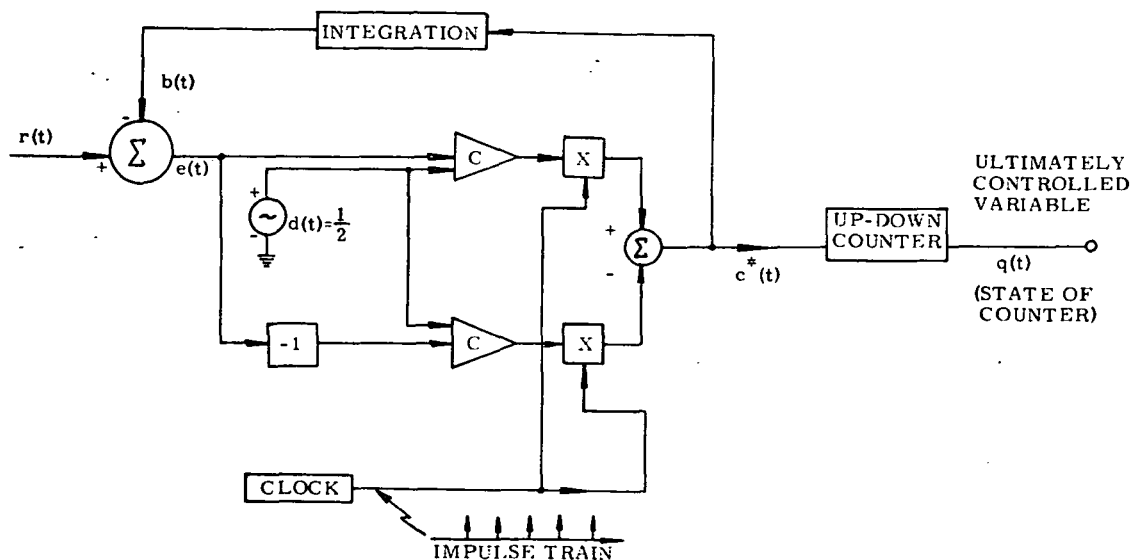 INTEGRATION
b(t)
r(t)
-
+
Σ
e(t)
C
X
+
~
-
d(t)=1/2
+
Σ
-
c*(t)
UP-DOWN
COUNTER
ULTIMATELY
CONTROLLED
VARIABLE
q(t)
(STATE OF
COUNTER)
-1
C
X
CLOCK
IMPULSE TRAIN